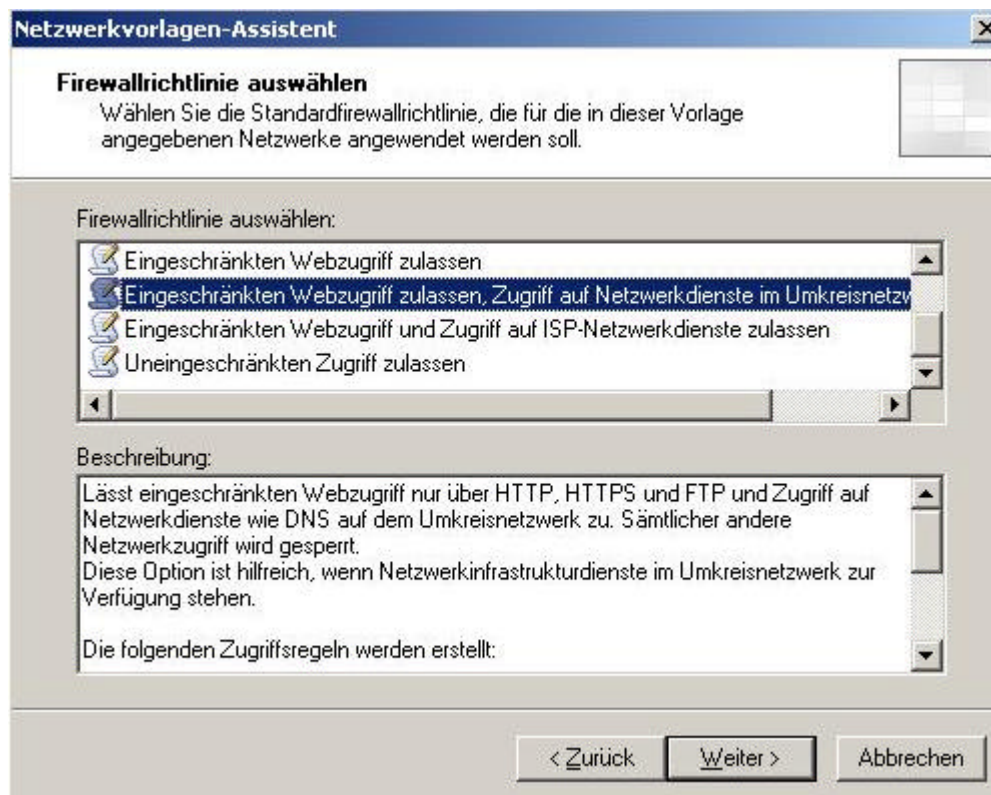 Netzwerkvorlagen-Assistent
Firewallrichtlinie auswählen
Wählen Sie die Standardfirewallrichtlinie, die für die in dieser Vorlage
angegebenen Netzwerke angewendet werden soll.
Firewallrichtlinie auswählen:
Eingeschränkten Webzugriff zulassen
Eingeschränkten Webzugriff zulassen, Zugriff auf Netzwerkdienste im Umkreisnetzw
Eingeschränkten Webzugriff und Zugriff auf ISP-Netzwerkdienste zulassen
Uneingeschränkten Zugriff zulassen
Beschreibung:
Lässt eingeschränkten Webzugriff nur über HTTP, HTTPS und FTP und Zugriff auf
Netzwerkdienste wie DNS auf dem Umkreisnetzwerk zu. Sämtlicher andere
Netzwerkzugriff wird gesperrt.
Diese Option ist hilfreich, wenn Netzwerkinfrastrukturdienste im Umkreisnetzwerk zur
Verfügung stehen.
Die folgenden Zugriffsregeln werden erstellt:
< Zurück Weiter > Abbrechen